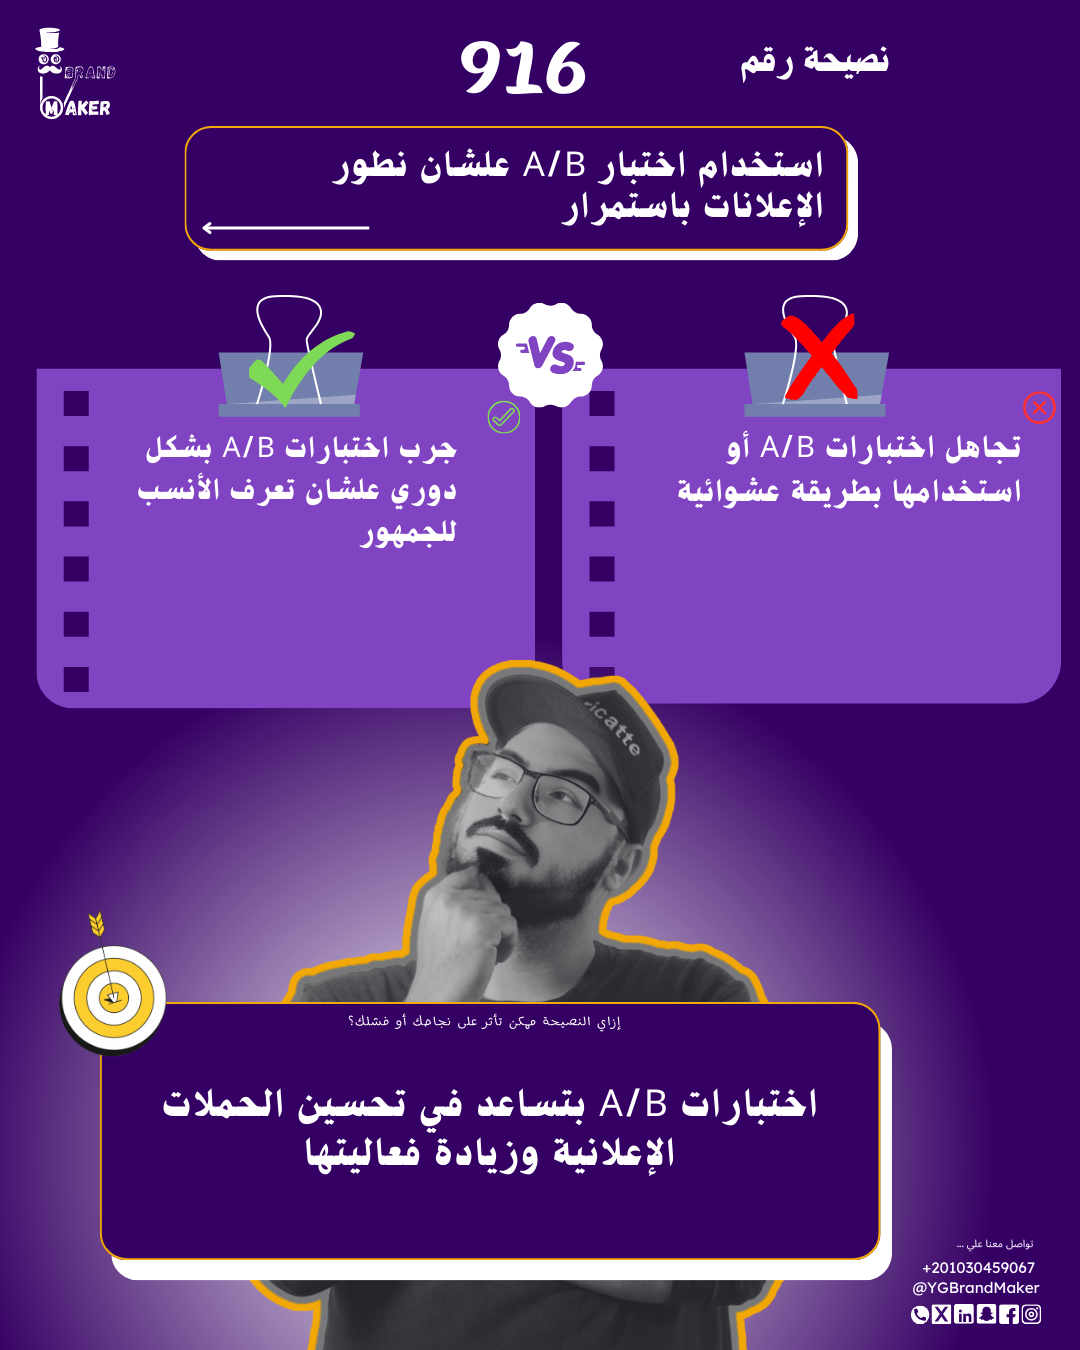 BRAND
MAKER
نصيحة رقم 916
استخدام اختبار A/B علشان نطور
الإعلانات باستمرار
VS
تجاهل اختبارات A/B أو
استخدامها بطريقة عشوائية
جرب اختبارات A/B بشكل
دوري علشان تعرف الأنسب
للجمهور
icatte
إزاي النصيحة ممكن تأثر على نجاحك أو فشلك؟
اختبارات A/B بتساعد في تحسين الحملات
الإعلانية وزيادة فعاليتها
تواصل معنا علي ...
+201030459067
@YGBrandMaker